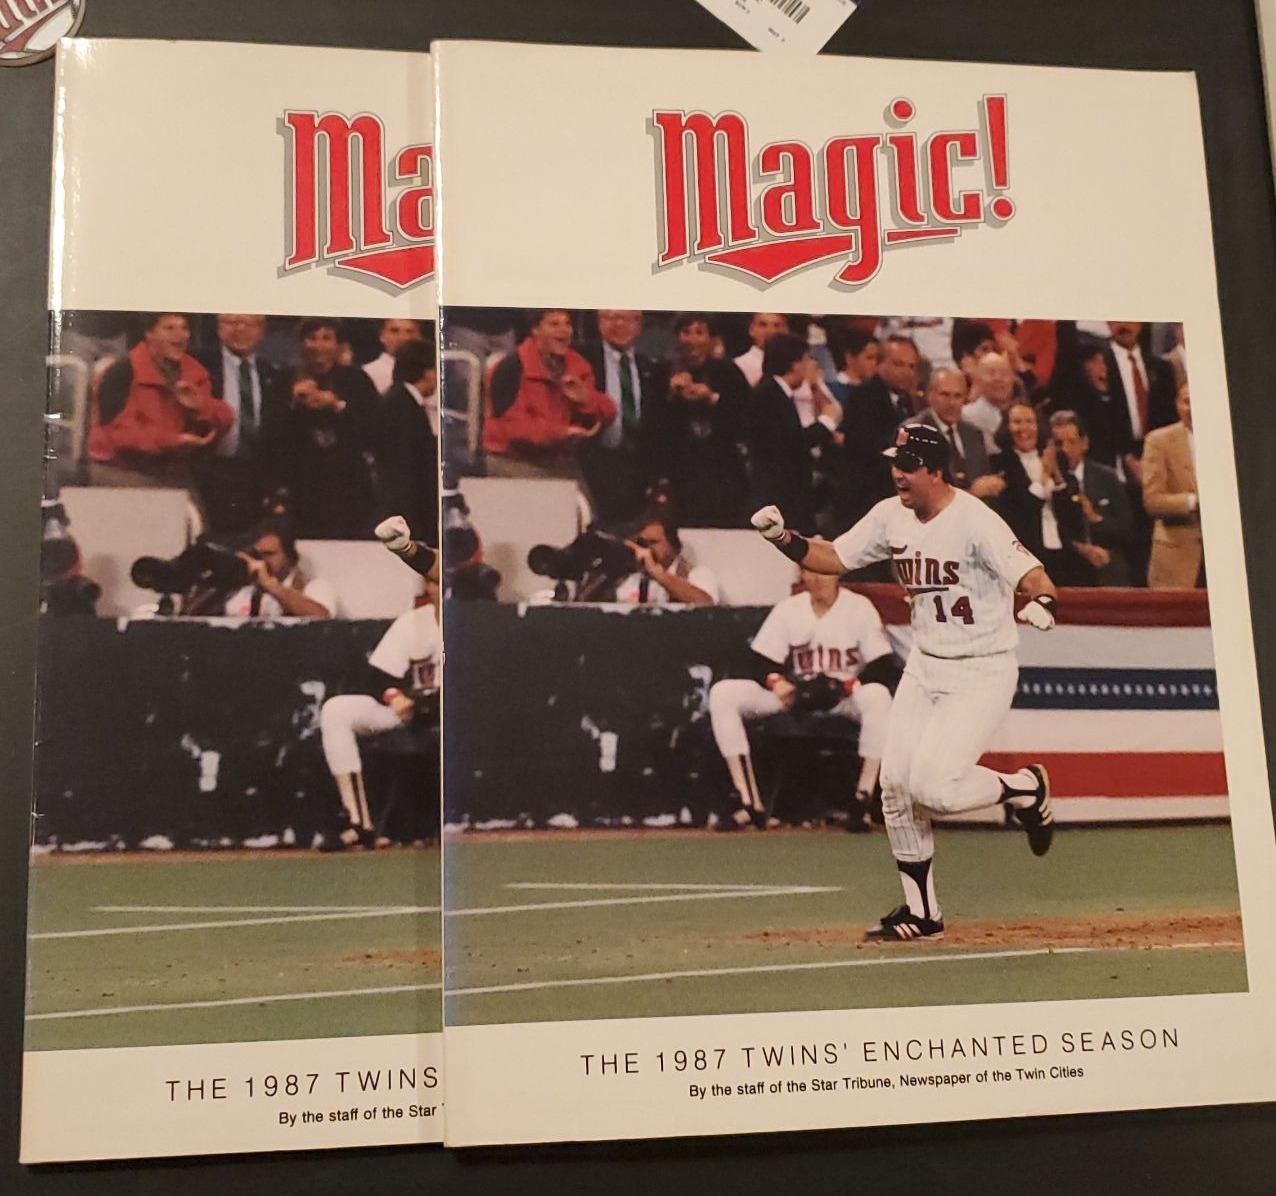 Ma
Magic!
Twins
14
Twins
THE 1987 TWINS
By the staff of the Star
THE 1987 TWINS' ENCHANTED SEASON
By the staff of the Star Tribune, Newspaper of the Twin Cities